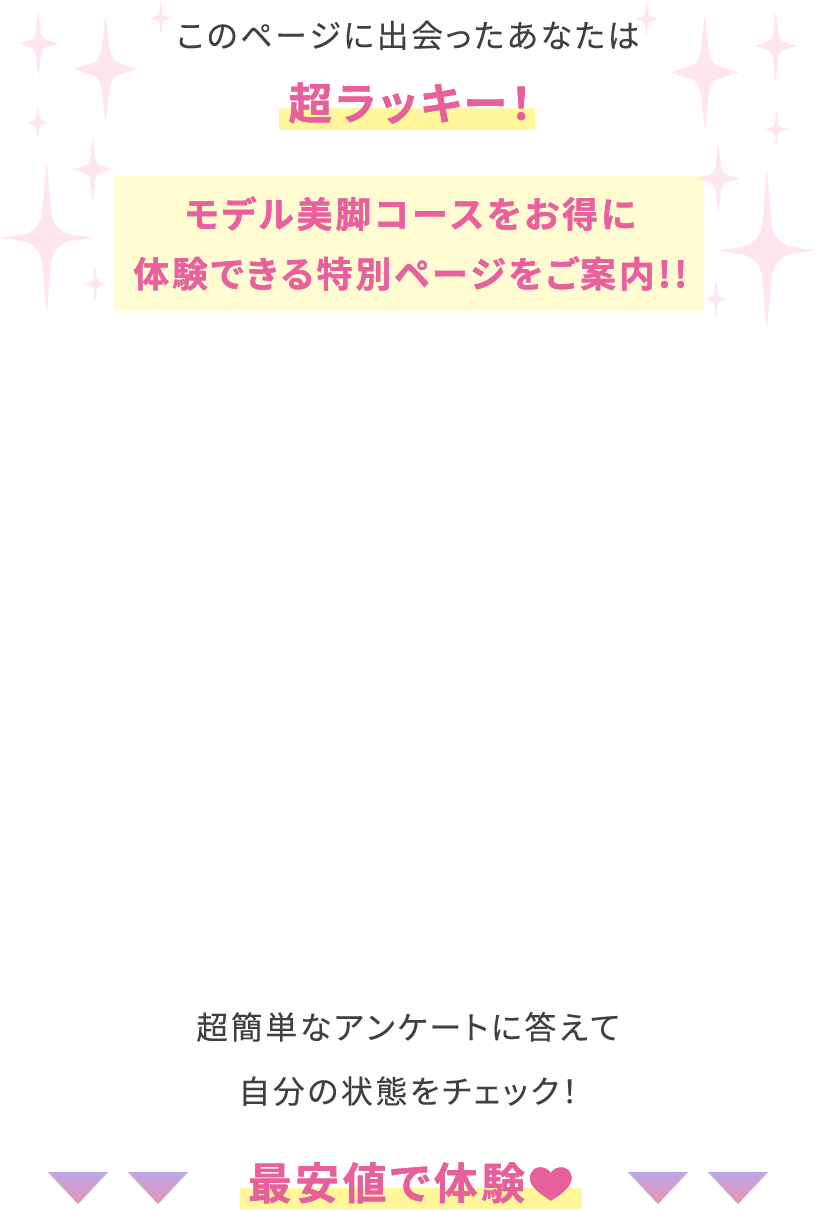 このページに出会ったあなたは
超ラッキー!
モデル美脚コースをお得に
体験できる特別ページをご案内!!
超簡単なアンケートに答えて
自分の状態をチェック!
最安値で体験♥